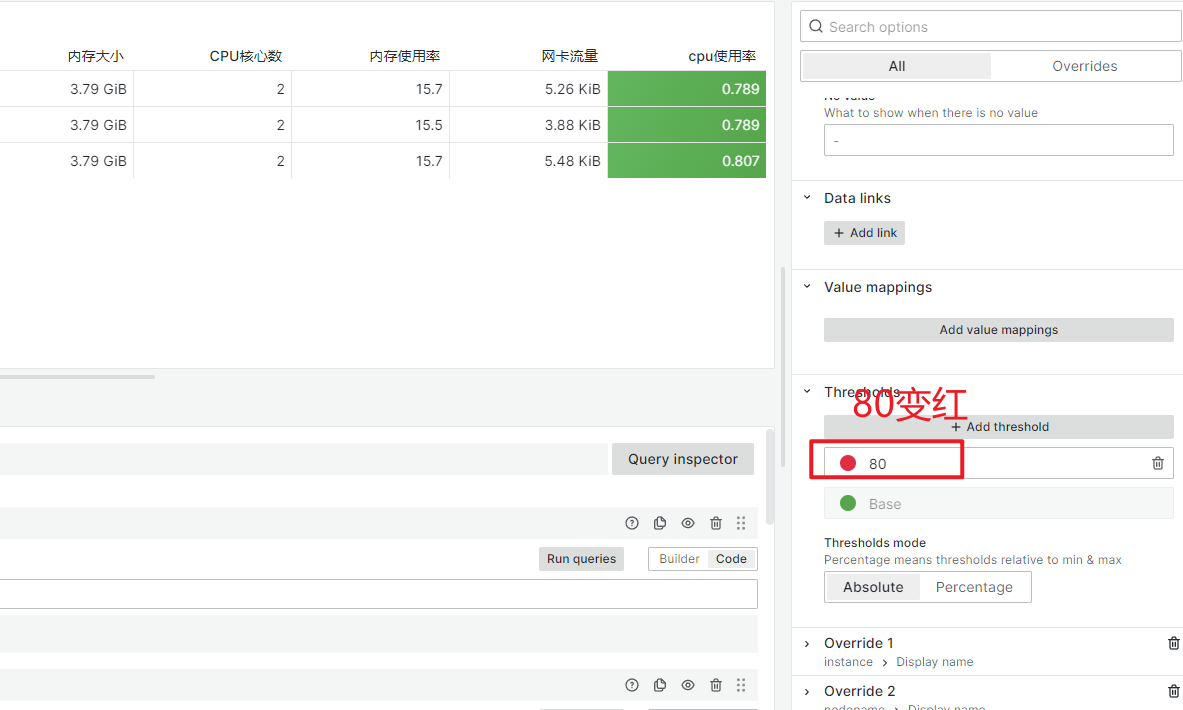 内存大小 CPU核心数 内存使用率 网卡流量 cpu使用率
3.79 GiB 2 15.7 5.26 KiB 0.789
3.79 GiB 2 15.5 3.88 KiB 0.789
3.79 GiB 2 15.7 5.48 KiB 0.807
Query inspector
Run queries
Builder Code
Search options
All Overrides
No value
What to show when there is no value
-
Data links
+ Add link
Value mappings
Add value mappings
Thresholds
80变红
+ Add threshold
80
Base
Thresholds mode
Percentage means thresholds relative to min & max
Absolute Percentage
Override 1
instance > Display name
Override 2
nodename > Display name